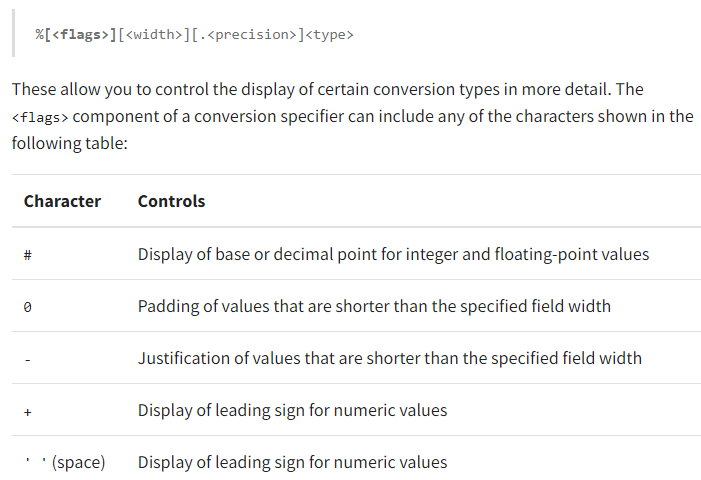 %[<flags>][<width>][.<precision>]<type>
These allow you to control the display of certain conversion types in more detail. The
<flags> component of a conversion specifier can include any of the characters shown in the
following table:
Character Controls
# Display of base or decimal point for integer and floating-point values
0 Padding of values that are shorter than the specified field width
- Justification of values that are shorter than the specified field width
+ Display of leading sign for numeric values
' ' (space) Display of leading sign for numeric values